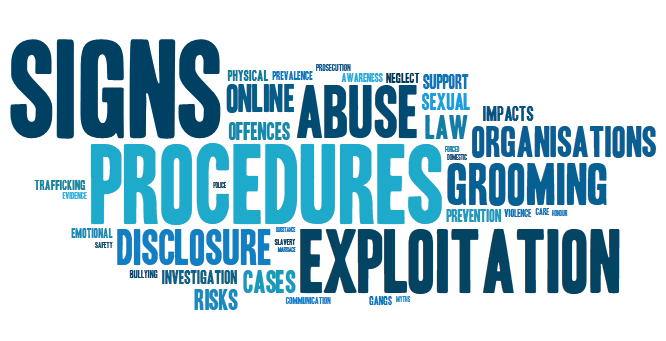 SIGNS
PHYSICAL
PREVALENCE
PROSECUTION
AWARENESS
NEGLECT
SUPPORT
ONLINE
ABUSE
SEXUAL
OFFENCES
LAW
IMPACTS
ORGANISATIONS
PROCEDURES
FORCED
DOMESTIC
GROOMING
TRAFFICKING
EVIDENCE
POLICE
PREVENTION
VIOLENCE
CARE
HONOUR
EMOTIONAL
SAFETY
DISCLOSURE
SUBSTANCE
SLAVERY
MARRIAGE
EXPLOITATION
BULLYING
INVESTIGATION
CASES
RISKS
COMMUNICATION
GANGS
MYTHS